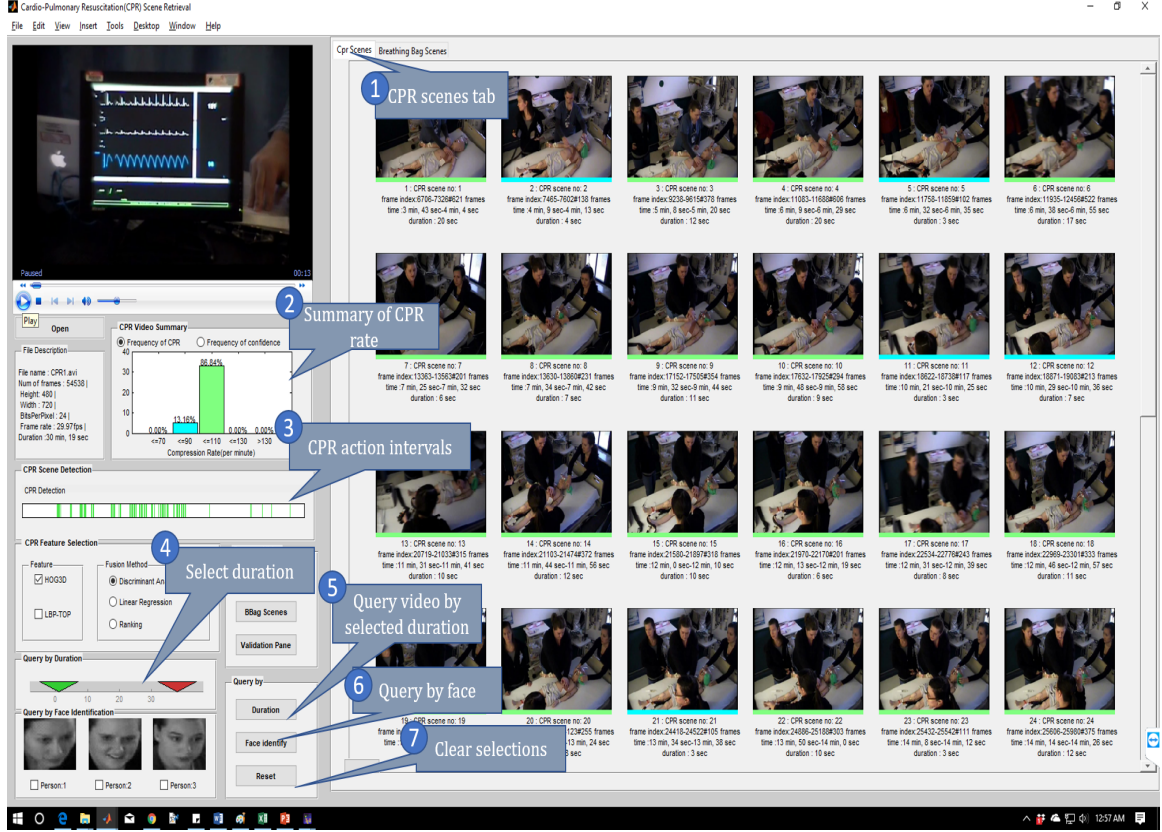 Cardio-Pulmonary Resuscitation(CPR) Scene Retrieval
File Edit View Insert Tools Desktop Window Help
Paused
00:13
Play
Open
File Description
File name : CPR1.avi
Num of frames : 54538 |
Height: 480 |
Width : 720 |
BitsPerPixel : 24 |
Frame rate : 29.97fps |
Duration :30 min, 19 sec
CPR Video Summary
Frequency of CPR
Frequency of confidence
40
30
20
10
0
0.00%
13.16%
86.84%
0.00%
0.00%
<=70
<=90
<=110
<=130
>130
Compression Rate(per minute)
CPR Scene Detection
CPR Detection
CPR Feature Selection
Feature
HOG3D
LBP-TOP
Fusion Method
Discriminant An
Linear Regression
Ranking
BBag Scenes
Validation Pane
Query by Duration
0 10 20 30
Query by Face Identification
Person:1
Person:2
Person:3
Query by
Duration
Face identify
Reset
1
CPR scenes tab
2
Summary of CPR
rate
3
CPR action intervals
4
Select duration
5
Query video by
selected duration
6
Query by face
7
Clear selections
Cpr Scenes
Breathing Bag Scenes
1 : CPR scene no: 1
frame index:6706-7326#621 frames
time :3 min, 43 sec-4 min, 4 sec
duration : 20 sec
2 : CPR scene no: 2
frame index:7465-7602#138 frames
time :4 min, 9 sec-4 min, 13 sec
duration : 4 sec
3 : CPR scene no: 3
frame index:9238-9615#378 frames
time :5 min, 8 sec-5 min, 20 sec
duration : 12 sec
4 : CPR scene no: 4
frame index:11083-11688#606 frames
time :6 min, 9 sec-6 min, 29 sec
duration : 20 sec
5 : CPR scene no: 5
frame index:11758-11859#102 frames
time :6 min, 32 sec-6 min, 35 sec
duration : 3 sec
6 : CPR scene no: 6
frame index:11935-12456#522 frames
time :6 min, 38 sec-6 min, 55 sec
duration : 17 sec
7 : CPR scene no: 7
frame index:13363-13563#201 frames
time :7 min, 25 sec-7 min, 32 sec
duration : 6 sec
8 : CPR scene no: 8
frame index:13630-13860#231 frames
time :7 min, 34 sec-7 min, 42 sec
duration : 7 sec
9 : CPR scene no: 9
frame index:17152-17505#354 frames
time :9 min, 32 sec-9 min, 44 sec
duration : 11 sec
10 : CPR scene no: 10
frame index:17632-17925#294 frames
time :9 min, 48 sec-9 min, 58 sec
duration : 9 sec
11 : CPR scene no: 11
frame index:18622-18738#117 frames
time :10 min, 21 sec-10 min, 25 sec
duration : 3 sec
12 : CPR scene no: 12
frame index:18871-19083#213 frames
time :10 min, 29 sec-10 min, 36 sec
duration : 7 sec
13 : CPR scene no: 13
frame index:20719-21033#315 frames
time :11 min, 31 sec-11 min, 41 sec
duration : 10 sec
14 : CPR scene no: 14
frame index:21103-21474#372 frames
time :11 min, 44 sec-11 min, 56 sec
duration : 12 sec
15 : CPR scene no: 15
frame index:21580-21897#318 frames
time :12 min, 0 sec-12 min, 10 sec
duration : 10 sec
16 : CPR scene no: 16
frame index:21970-22170#201 frames
time :12 min, 13 sec-12 min, 19 sec
duration : 6 sec
17 : CPR scene no: 17
frame index:22534-22776#243 frames
time :12 min, 31 sec-12 min, 39 sec
duration : 8 sec
18 : CPR scene no: 18
frame index:22969-23301#333 frames
time :12 min, 46 sec-12 min, 57 sec
duration : 11 sec
19 : CPR scene no: 19
frame in
time :
20 : CPR scene no: 20
123#255 frames
13 min, 24 sec
sec
21 : CPR scene no: 21
frame index:24418-24522#105 frames
time :13 min, 34 sec-13 min, 38 sec
duration : 3 sec
22 : CPR scene no: 22
frame index:24886-25188#303 frames
time :13 min, 50 sec-14 min, 0 sec
duration : 10 sec
23 : CPR scene no: 23
frame index:25432-25542#111 frames
time :14 min, 8 sec-14 min, 12 sec
duration : 3 sec
24 : CPR scene no: 24
frame index:25606-25980#375 frames
time :14 min, 14 sec-14 min, 26 sec
duration : 12 sec
12:57 AM